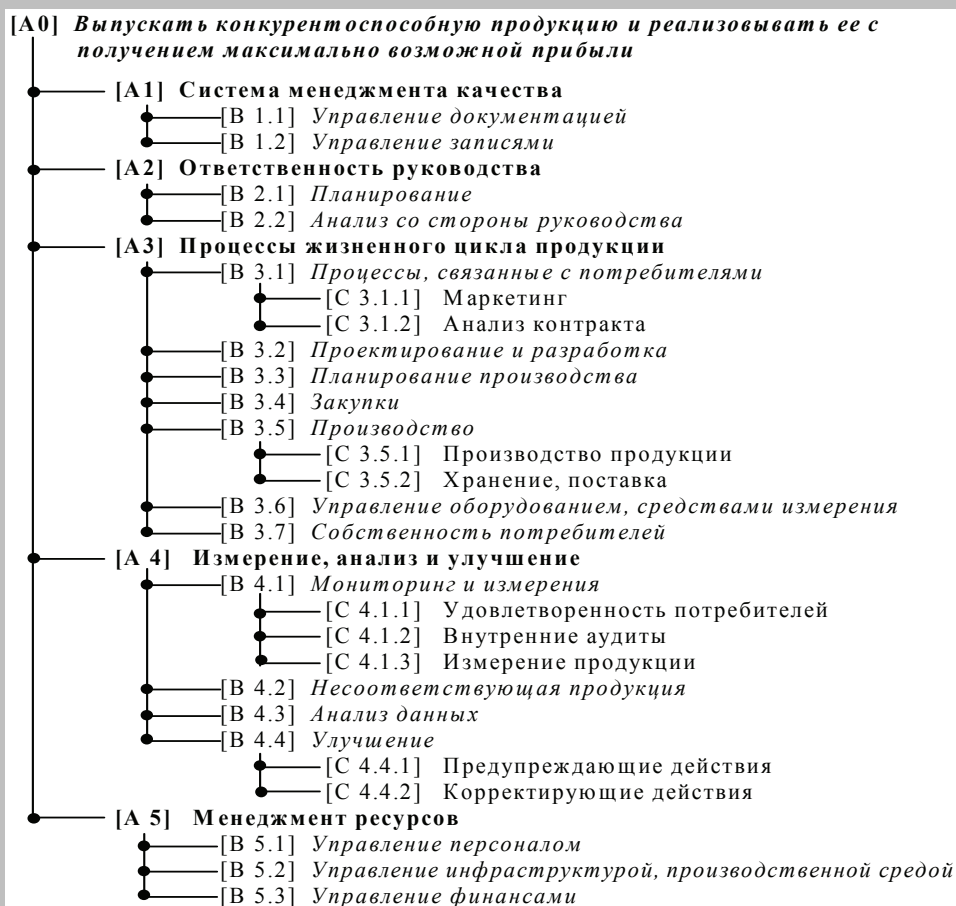 [A0] Выпускать конкурентоспособную продукцию и реализовывать ее с
получением максимально возможной прибыли
[A1] Система менеджмента качества
[B 1.1] Управление документацией
[B 1.2] Управление записями
[A2] Ответственность руководства
[B 2.1] Планирование
[B 2.2] Анализ со стороны руководства
[A3] Процессы жизненного цикла продукции
[B 3.1] Процессы, связанные с потребителями
[C 3.1.1] Маркетинг
[C 3.1.2] Анализ контракта
[B 3.2] Проектирование и разработка
[B 3.3] Планирование производства
[B 3.4] Закупки
[B 3.5] Производство
[C 3.5.1] Производство продукции
[C 3.5.2] Хранение, поставка
[B 3.6] Управление оборудованием, средствами измерения
[B 3.7] Собственность потребителей
[A 4] Измерение, анализ и улучшение
[B 4.1] Мониторинг и измерения
[C 4.1.1] Удовлетворенность потребителей
[C 4.1.2] Внутренние аудиты
[C 4.1.3] Измерение продукции
[B 4.2] Несоответствующая продукция
[B 4.3] Анализ данных
[B 4.4] Улучшение
[C 4.4.1] Предупреждающие действия
[C 4.4.2] Корректирующие действия
[A 5] Менеджмент ресурсов
[B 5.1] Управление персоналом
[B 5.2] Управление инфраструктурой, производственной средой
[B 5.3] Управление финансами